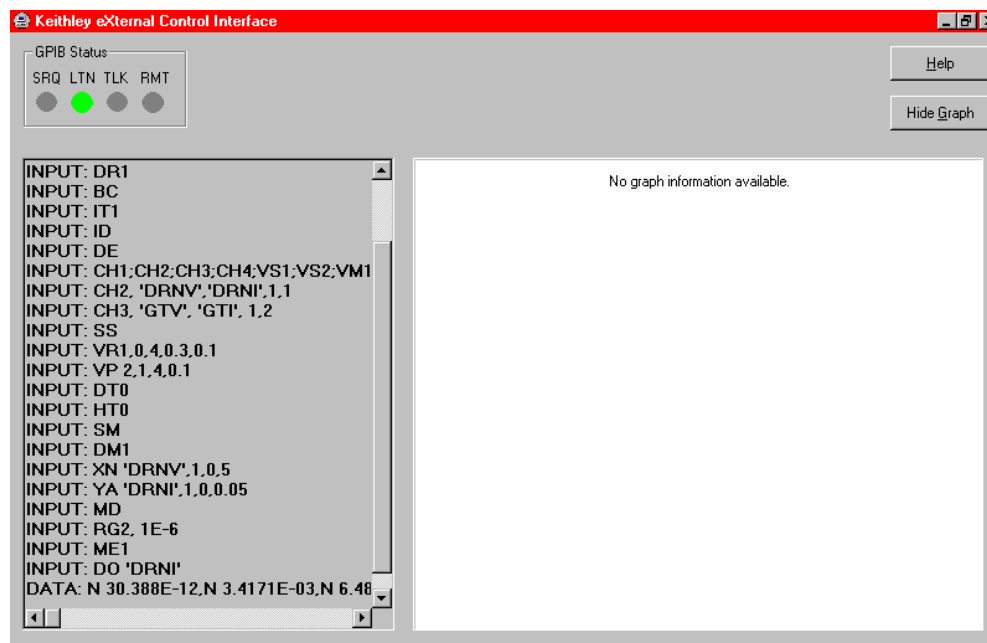 Keithley eXternal Control Interface
GPIB Status
SRQ LTN TLK RMT
Help
Hide Graph
INPUT: DR1
INPUT: BC
INPUT: IT1
INPUT: ID
INPUT: DE
INPUT: CH1;CH2;CH3;CH4;VS1;VS2;VM1
INPUT: CH2, 'DRNV','DRNI',1,1
INPUT: CH3, 'GTV', 'GTI', 1,2
INPUT: SS
INPUT: VR1,0,4,0.3,0.1
INPUT: VP 2,1,4,0.1
INPUT: DT0
INPUT: HT0
INPUT: SM
INPUT: DM1
INPUT: XN 'DRNV',1,0,5
INPUT: YA 'DRNI',1,0,0.05
INPUT: MD
INPUT: RG2, 1E-6
INPUT: ME1
INPUT: DO 'DRNI'
DATA: N 30.388E-12,N 3.4171E-03,N 6.48
No graph information available.